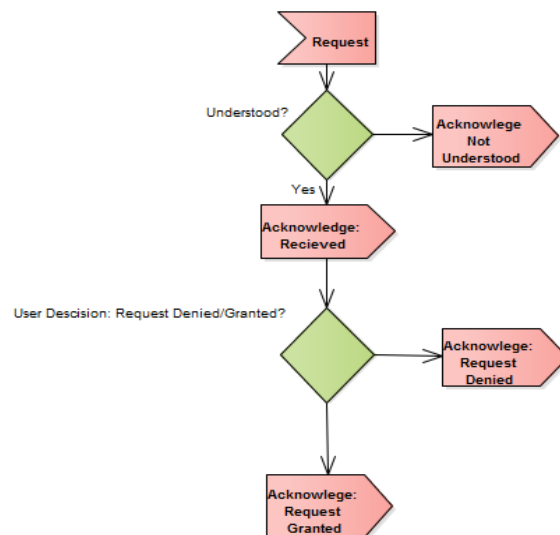 Request
Understood?
Acknowlege
Not
Understood
Yes
Acknowledge:
Recieved
User Descision: Request Denied/Granted?
Acknowlege:
Request
Denied
Acknowlege:
Request
Granted